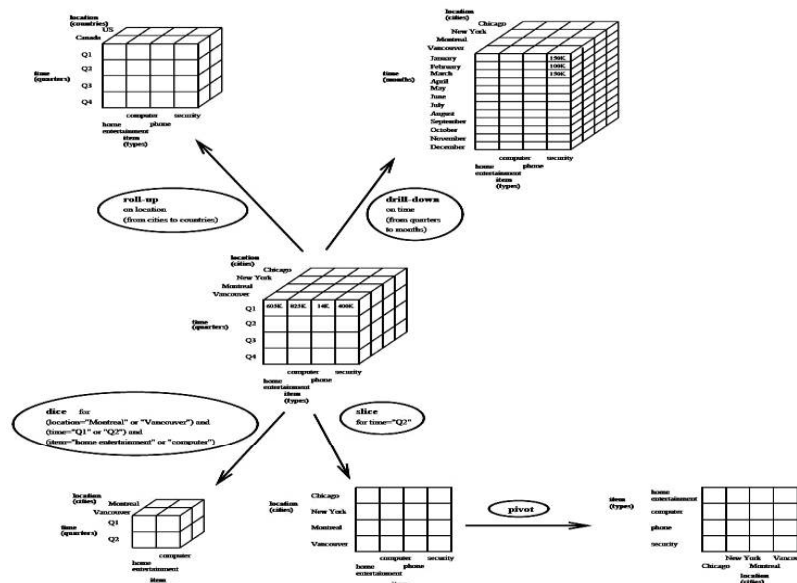 location
(countries)
US
Canada
Q1
Q2
Q3
Q4
time
(quarters)
computer security
home phone
entertainment
item
(types)
location
(cities)
Chicago
New York
Montreal
Vancouver
January
February
March
April
May
June
July
August
September
October
November
December
time
(months)
150K
100K
150K
computer security
home phone
entertainment
item
(types)
roll-up
on location
(from cities to countries)
drill-down
on time
(from quarters
to months)
location
(cities)
Chicago
New York
Montreal
Vancouver
Q1
Q2
Q3
Q4
time
(quarters)
605K 825K 14K 400K
computer security
home phone
entertainment
item
(types)
dice for
(location="Montreal" or "Vancouver") and
(time="Q1" or "Q2") and
(item="home entertainment" or "computer")
slice
for time="Q2"
location
(cities)
Montreal
Vancouver
Q1
Q2
time
(quarters)
computer
home
entertainment
item
location
(cities)
Chicago
New York
Montreal
Vancouver
computer security
home phone
entertainment
pivot
item
(types)
home
entertainment
computer
phone
security
New York Vancou
Chicago Montreal
location
(cities)